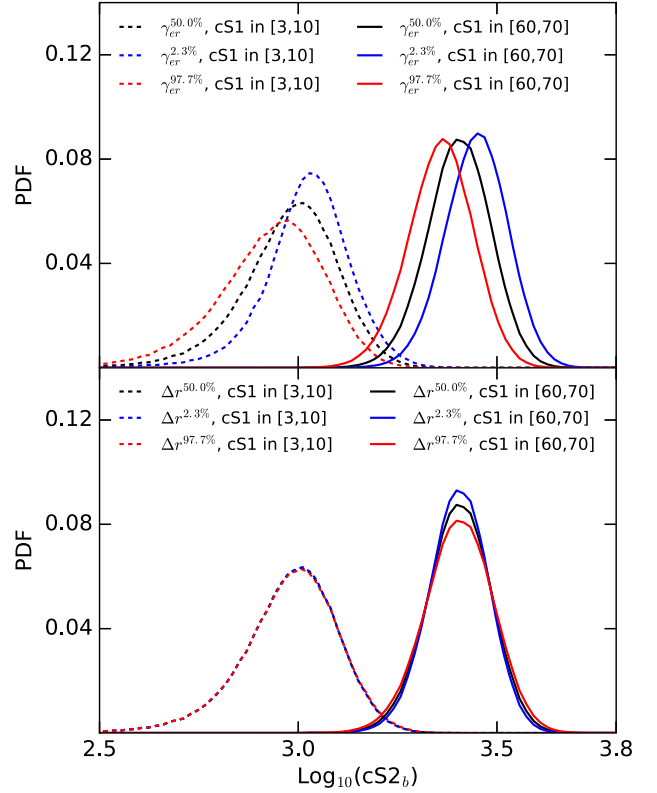 0.12
γ_er^50.0%, cS1 in [3,10] γ_er^50.0%, cS1 in [60,70]
γ_er^2.3%, cS1 in [3,10] γ_er^2.3%, cS1 in [60,70]
γ_er^97.7%, cS1 in [3,10] γ_er^97.7%, cS1 in [60,70]
0.08
PDF
0.04
0.12
Δr^50.0%, cS1 in [3,10] Δr^50.0%, cS1 in [60,70]
Δr^2.3%, cS1 in [3,10] Δr^2.3%, cS1 in [60,70]
Δr^97.7%, cS1 in [3,10] Δr^97.7%, cS1 in [60,70]
0.08
PDF
0.04
2.5 3.0 3.5 3.8
Log₁₀(cS2_b)